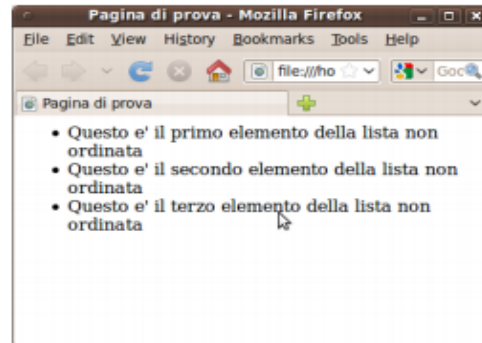 Pagina di prova - Mozilla Firefox
File Edit View History Bookmarks Tools Help
file:///ho
Pagina di prova
• Questo e' il primo elemento della lista non
ordinata
• Questo e' il secondo elemento della lista non
ordinata
• Questo e' il terzo elemento della lista non
ordinata